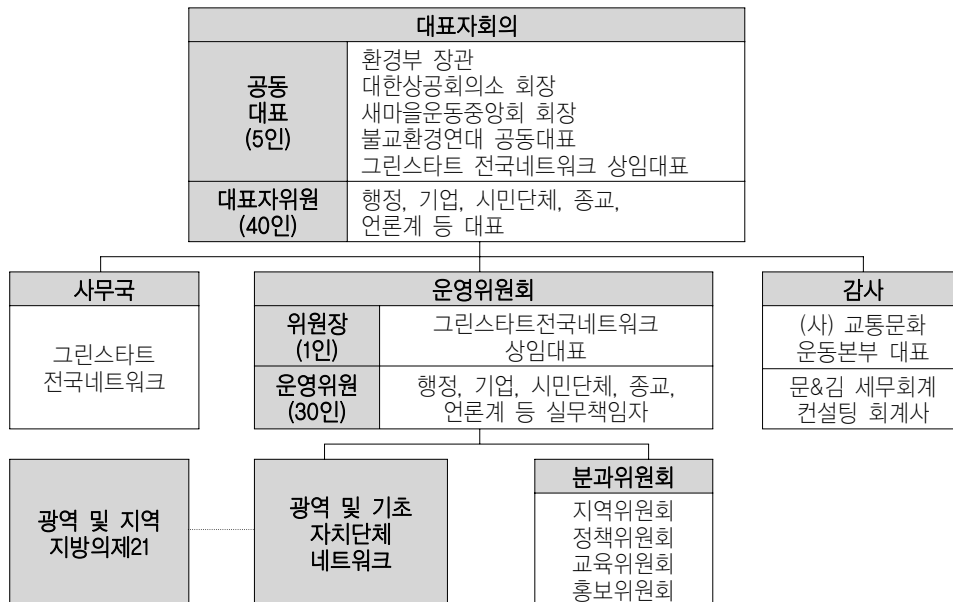 대표자회의
공동
대표
(5인)
환경부 장관
대한상공회의소 회장
새마을운동중앙회 회장
불교환경연대 공동대표
그린스타트 전국네트워크 상임대표
대표자위원
(40인)
행정, 기업, 시민단체, 종교,
언론계 등 대표
사무국
그린스타트
전국네트워크
운영위원회
위원장
(1인)
그린스타트전국네트워크
상임대표
운영위원
(30인)
행정, 기업, 시민단체, 종교,
언론계 등 실무책임자
감사
(사) 교통문화
운동본부 대표
문&김 세무회계
컨설팅 회계사
광역 및 지역
지방의제21
광역 및 기초
자치단체
네트워크
분과위원회
지역위원회
정책위원회
교육위원회
홍보위원회